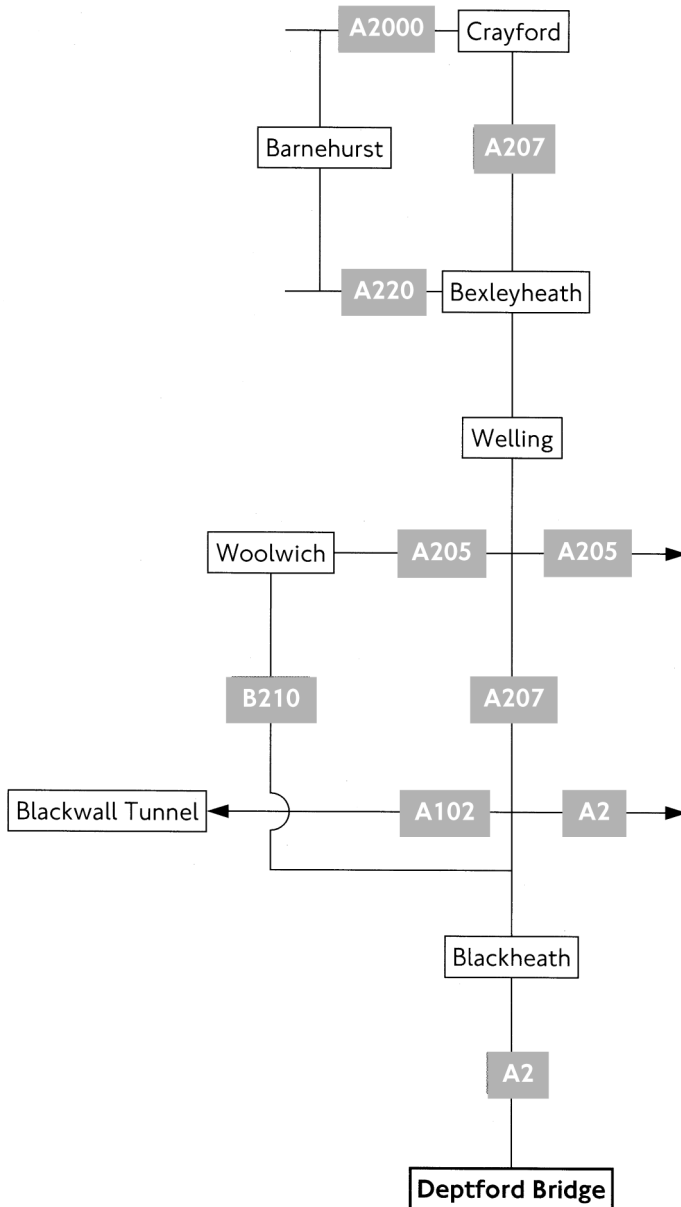 A2000
Crayford
Barnehurst
A207
A220
Bexleyheath
Welling
Woolwich
A205
A205
B210
A207
Blackwall Tunnel
A102
A2
Blackheath
A2
Deptford Bridge